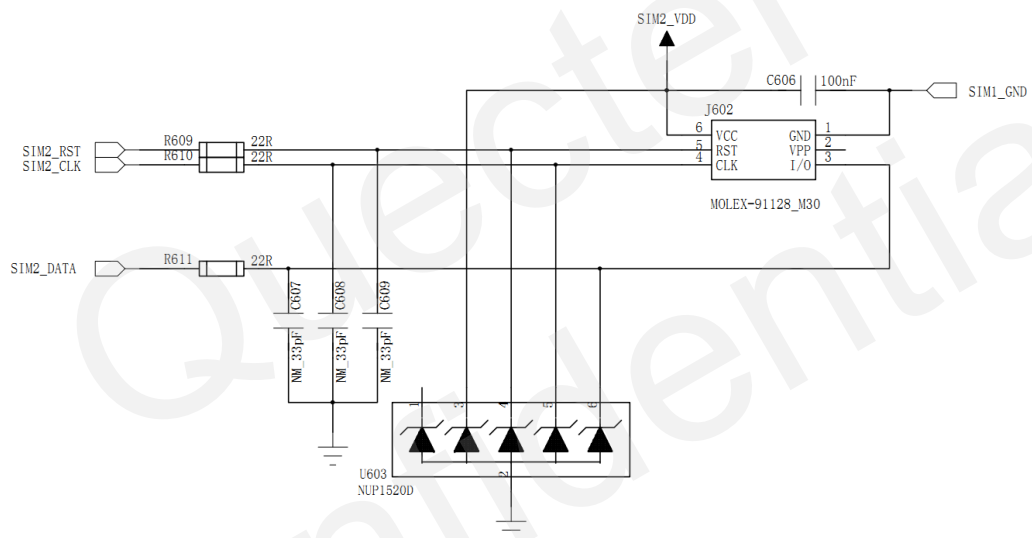 SIM2_VDD
C606 100nF
SIM1_GND
J602
6 VCC GND 1
5 RST VPP 2
4 CLK I/O 3
MOLEX-91128_M30
SIM2_RST R609 22R
SIM2_CLK R610 22R
SIM2_DATA R611 22R
C607 C608 C609
NM_33pF NM_33pF NM_33pF
1 3 4 5 6
2
U603
NUP1520D
Quectel
Confidential